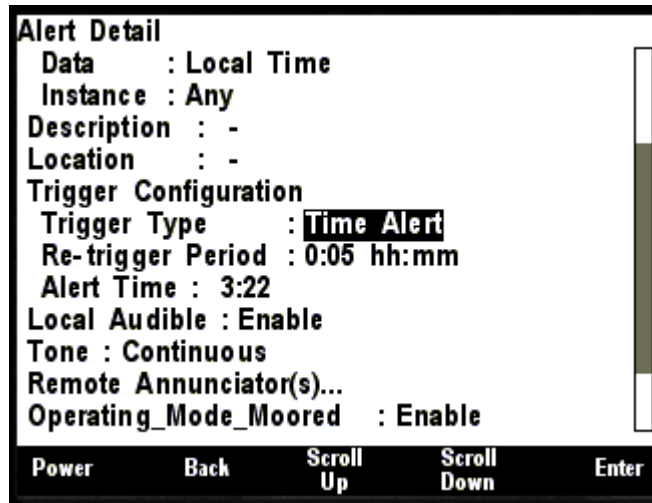 Alert Detail
Data : Local Time
Instance : Any
Description : -
Location : -
Trigger Configuration
Trigger Type : Time Alert
Re-trigger Period : 0:05 hh:mm
Alert Time : 3:22
Local Audible : Enable
Tone : Continuous
Remote Annunciator(s)...
Operating_Mode_Moored : Enable
Power Back Scroll Up Scroll Down Enter